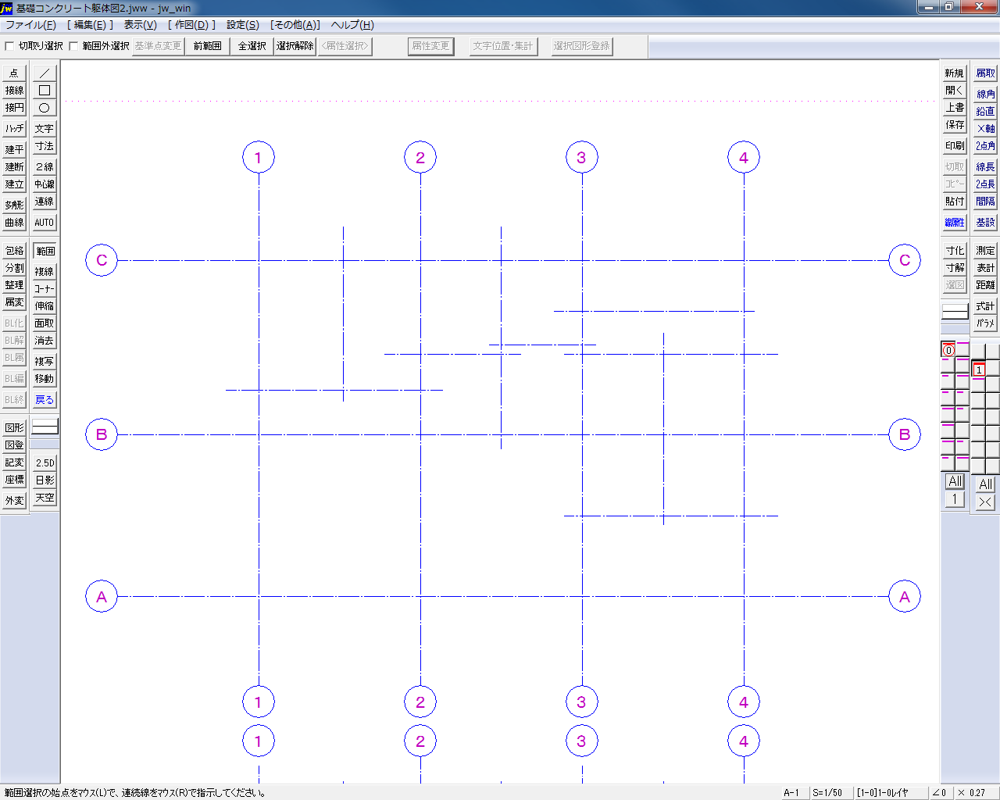 基礎コンクリート躯体図2.jww - jw_win
ファイル(F) [ 編集(E) ] 表示(V) [ 作図(D) ] 設定(S) [その他(A)] ヘルプ(H)
切取り選択 範囲外選択 基準点変更 前範囲 全選択 選択解除 <属性選択> 属性変更 文字位置・集計 選択図形登録
点 ／
接線 □
接円 ○
ハッチ 文字
建平 寸法
建断 2線
建立 中心線
多角形 連線
曲線 AUTO
包絡 範囲
分割 複線
整理 コーナー
属変 伸縮
BL化 面取
BL解 消去
BL属 複写
BL編 移動
BL終 戻る
図形
図登
記変 2.5D
座標 日影
外変 天空
1 2 3 4
C C
B B
A A
1 2 3 4
1 2 3 4
新規 属取
開く 線角
上書 鉛直
保存 X軸
印刷 2点角
切取 線長
コピー 2点長
貼付 間隔
線属性 基設
寸化 測定
寸解 表計
選図 距離
式計
パラメ
0
1
All All
1 ×
範囲選択の始点をマウス(L)で、連続線をマウス(R)で指示してください。
A-1 S=1/50 [1-0]1-0レイヤ ∠0 × 0.27